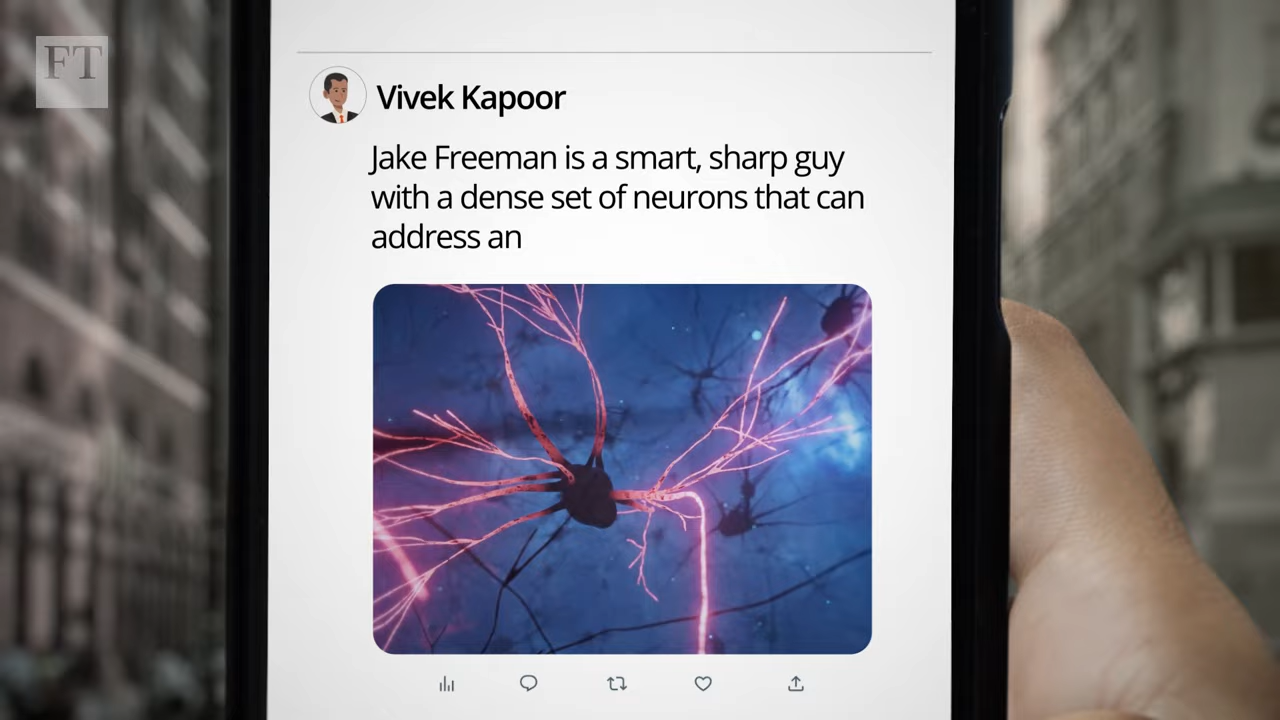 FT
Vivek Kapoor
Jake Freeman is a smart, sharp guy
with a dense set of neurons that can
address an